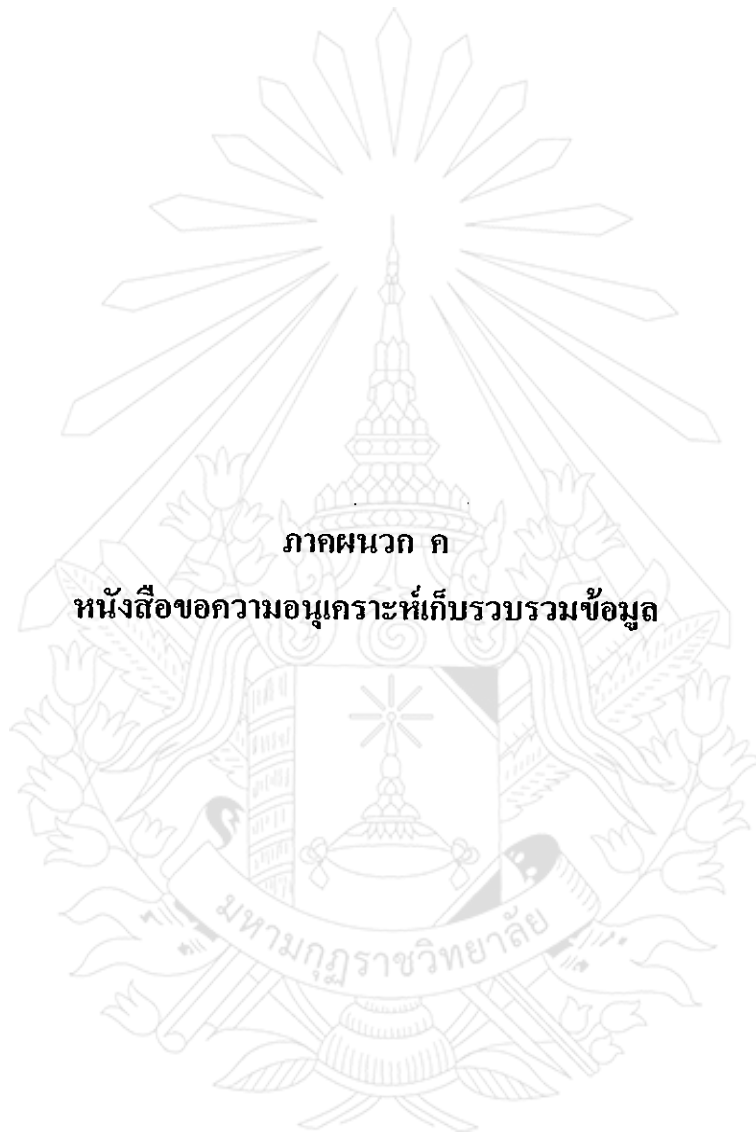 ภาคผนวก ค
หนังสือขอความอนุเคราะห์เก็บรวบรวมข้อมูล
มหามกุฏราชวิทยาลัย